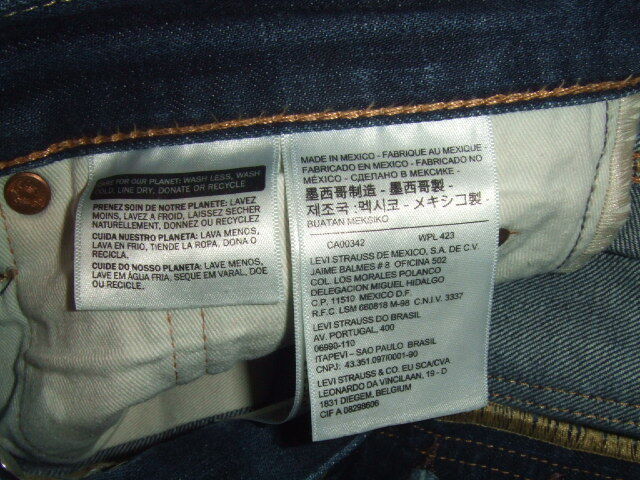 CARE FOR OUR PLANET: WASH LESS, WASH
COLD, LINE DRY, DONATE OR RECYCLE
PRENEZ SOIN DE NOTRE PLANETE: LAVEZ
MOINS, LAVEZ A FROID, LAISSEZ SECHER
NATURELLEMENT, DONNEZ OU RECYCLEZ
CUIDA NUESTRO PLANETA: LAVA MENOS,
LAVA EN FRIO, TIENDE LA ROPA, DONA O
RECICLA.
CUIDE DO NOSSO PLANETA: LAVE MENOS,
LAVE EM ÁGUA FRIA, SEQUE EM VARAL, DOE
OU RECICLE.
MADE IN MEXICO - FABRIQUE AU MEXIQUE
FABRICADO EN MÉXICO - FABRICADO NO
MÉXICO - СДЕЛАНО В МЕКСИКЕ -
墨西哥制造 - 墨西哥製 -
제조국 · 멕시코 - メキシコ製 -
BUATAN MEKSIKO
CA00342 WPL 423
LEVI STRAUSS DE MEXICO, S.A. DE C.V.
JAIME BALMES # 8 OFICINA 502
COL. LOS MORALES POLANCO
DELEGACION MIGUEL HIDALGO
C.P. 11510 MEXICO D.F.
R.F.C. LSM 660818 M-98 C.N.I.V. 3337
LEVI STRAUSS DO BRASIL
AV. PORTUGAL, 400
06696-110
ITAPEVI – SAO PAULO BRASIL
CNPJ: 43.351.097/0001-90
LEVI STRAUSS & CO. EU SCA/CVA
LEONARDO DA VINCILAAN, 19 - D
1831 DIEGEM, BELGIUM
CIF A 08298606